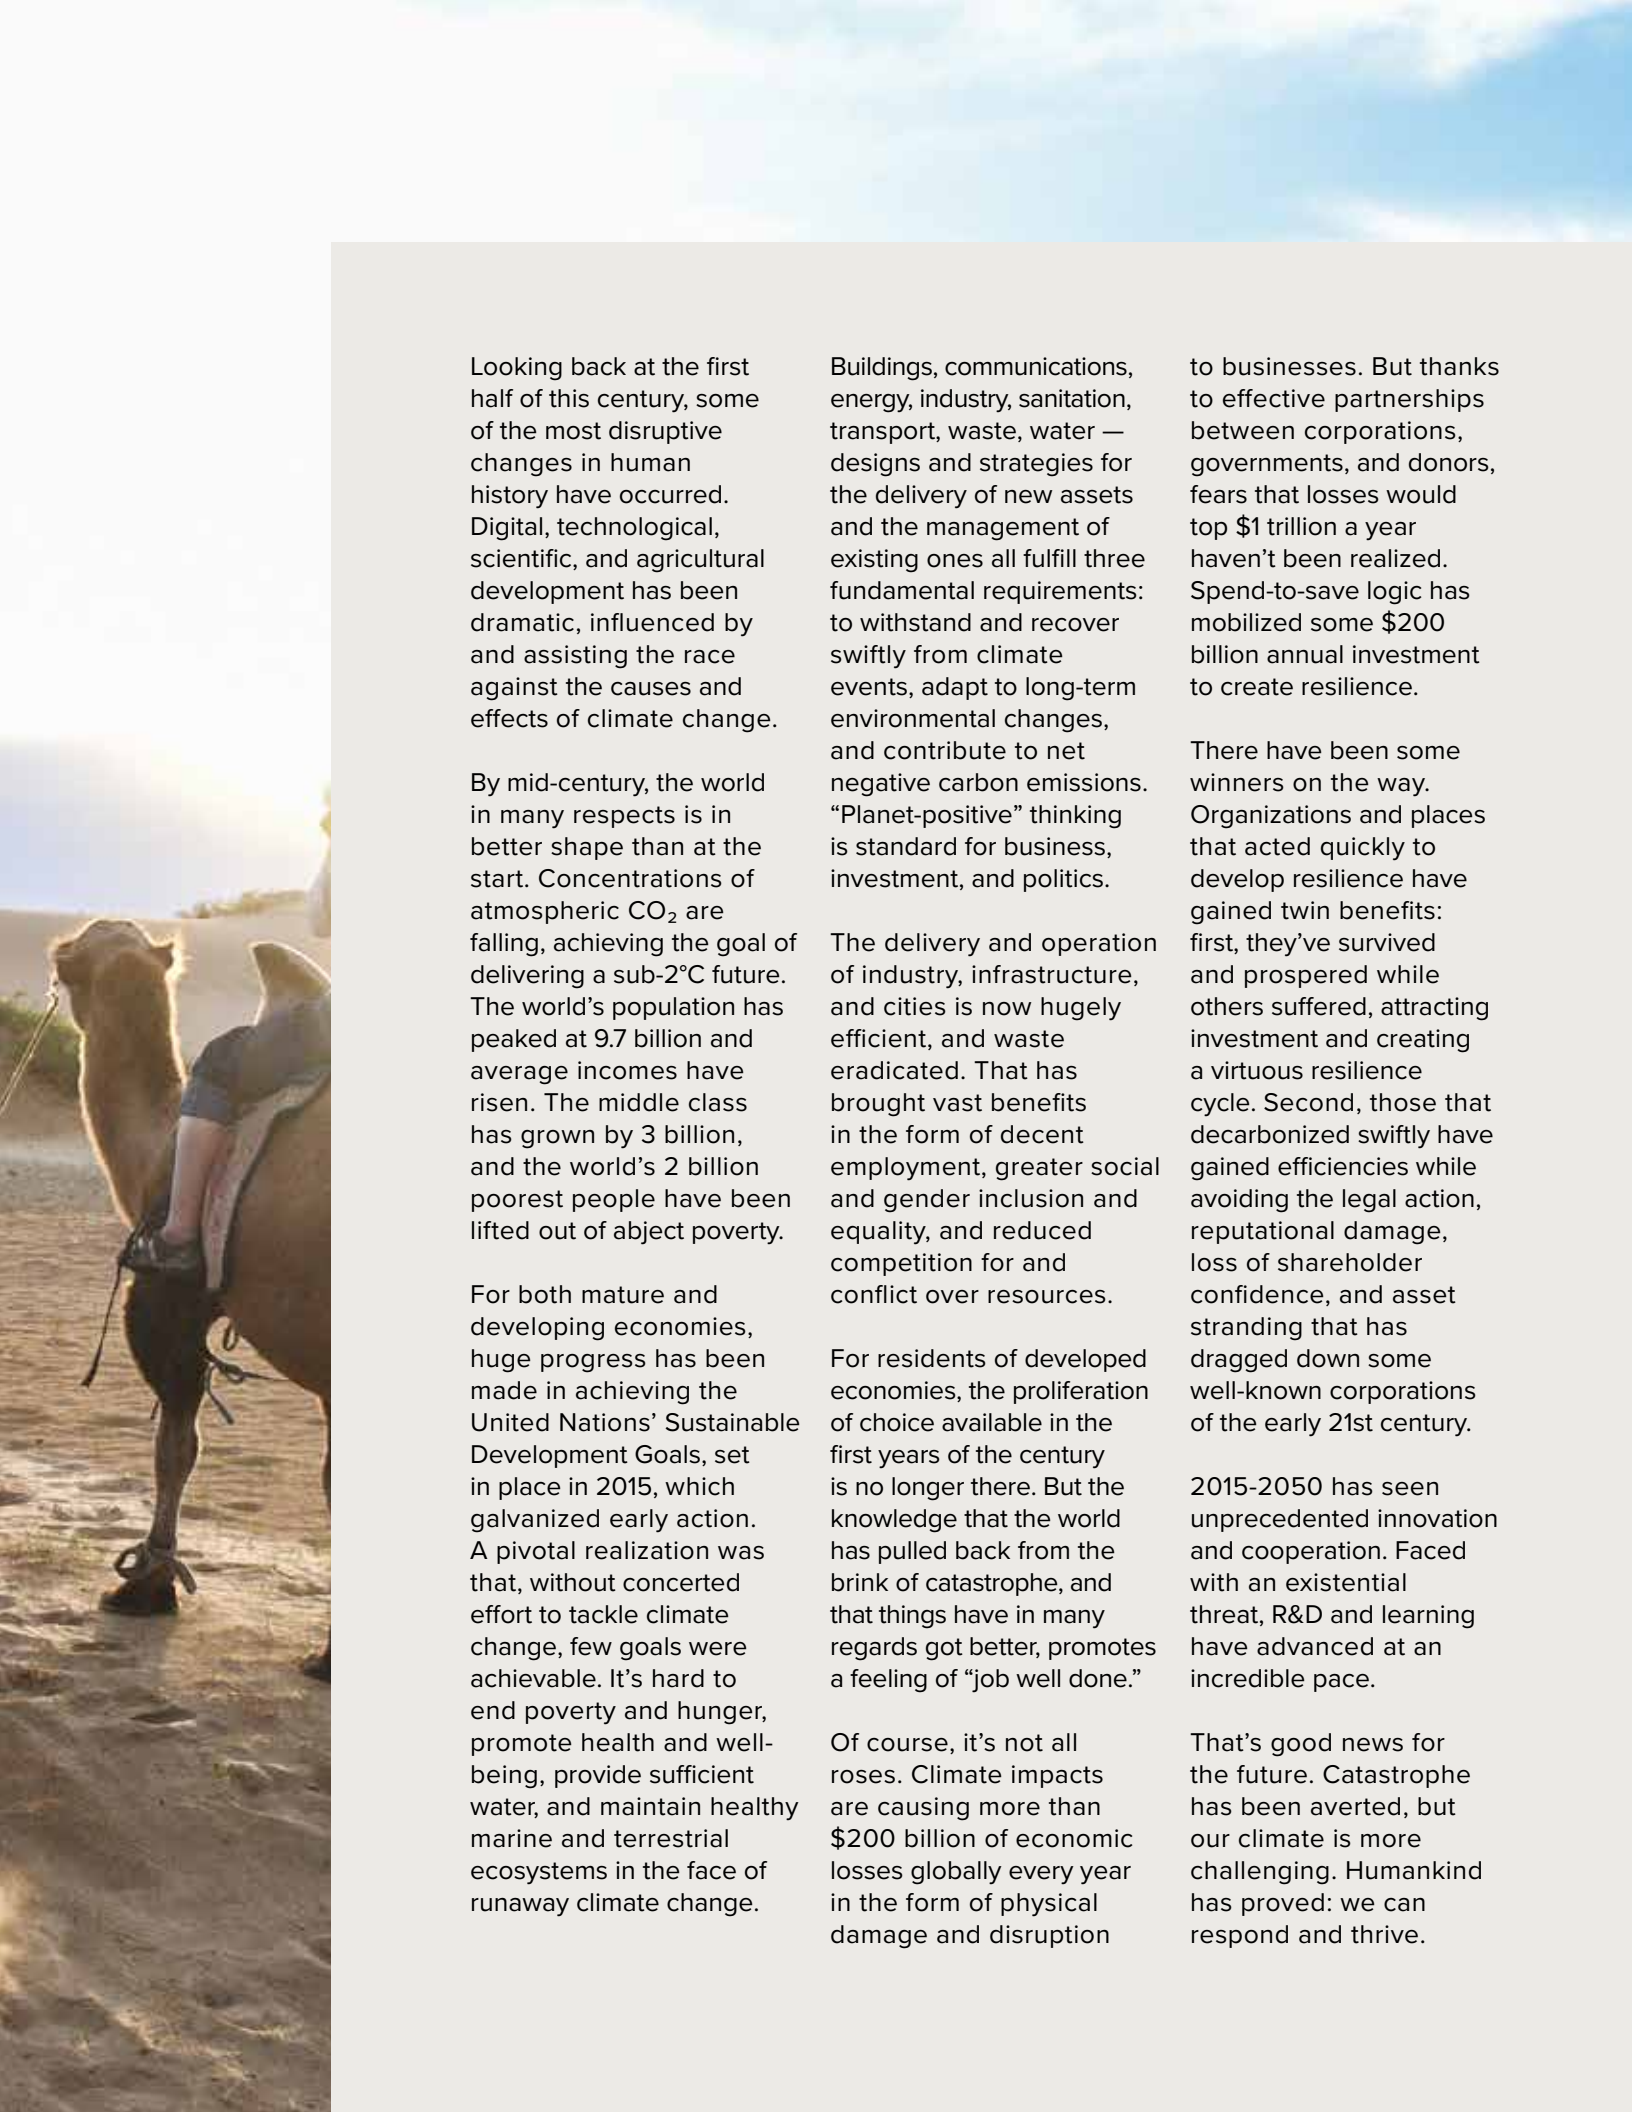 Looking back at the first
half of this century, some
of the most disruptive
changes in human
history have occurred.
Digital, technological,
scientific, and agricultural
development has been
dramatic, influenced by
and assisting the race
against the causes and
effects of climate change.
By mid-century, the world
in many respects is in
better shape than at the
start. Concentrations of
atmospheric CO₂ are
falling, achieving the goal of
delivering a sub-2°C future.
The world’s population has
peaked at 9.7 billion and
average incomes have
risen. The middle class
has grown by 3 billion,
and the world’s 2 billion
poorest people have been
lifted out of abject poverty.
For both mature and
developing economies,
huge progress has been
made in achieving the
United Nations’ Sustainable
Development Goals, set
in place in 2015, which
galvanized early action.
A pivotal realization was
that, without concerted
effort to tackle climate
change, few goals were
achievable. It’s hard to
end poverty and hunger,
promote health and well-
being, provide sufficient
water, and maintain healthy
marine and terrestrial
ecosystems in the face of
runaway climate change.
Buildings, communications,
energy, industry, sanitation,
transport, waste, water —
designs and strategies for
the delivery of new assets
and the management of
existing ones all fulfill three
fundamental requirements:
to withstand and recover
swiftly from climate
events, adapt to long-term
environmental changes,
and contribute to net
negative carbon emissions.
“Planet-positive” thinking
is standard for business,
investment, and politics.
The delivery and operation
of industry, infrastructure,
and cities is now hugely
efficient, and waste
eradicated. That has
brought vast benefits
in the form of decent
employment, greater social
and gender inclusion and
equality, and reduced
competition for and
conflict over resources.
For residents of developed
economies, the proliferation
of choice available in the
first years of the century
is no longer there. But the
knowledge that the world
has pulled back from the
brink of catastrophe, and
that things have in many
regards got better, promotes
a feeling of “job well done.”
Of course, it’s not all
roses. Climate impacts
are causing more than
$200 billion of economic
losses globally every year
in the form of physical
damage and disruption
to businesses. But thanks
to effective partnerships
between corporations,
governments, and donors,
fears that losses would
top $1 trillion a year
haven’t been realized.
Spend-to-save logic has
mobilized some $200
billion annual investment
to create resilience.
There have been some
winners on the way.
Organizations and places
that acted quickly to
develop resilience have
gained twin benefits:
first, they’ve survived
and prospered while
others suffered, attracting
investment and creating
a virtuous resilience
cycle. Second, those that
decarbonized swiftly have
gained efficiencies while
avoiding the legal action,
reputational damage,
loss of shareholder
confidence, and asset
stranding that has
dragged down some
well-known corporations
of the early 21st century.
2015-2050 has seen
unprecedented innovation
and cooperation. Faced
with an existential
threat, R&D and learning
have advanced at an
incredible pace.
That’s good news for
the future. Catastrophe
has been averted, but
our climate is more
challenging. Humankind
has proved: we can
respond and thrive.